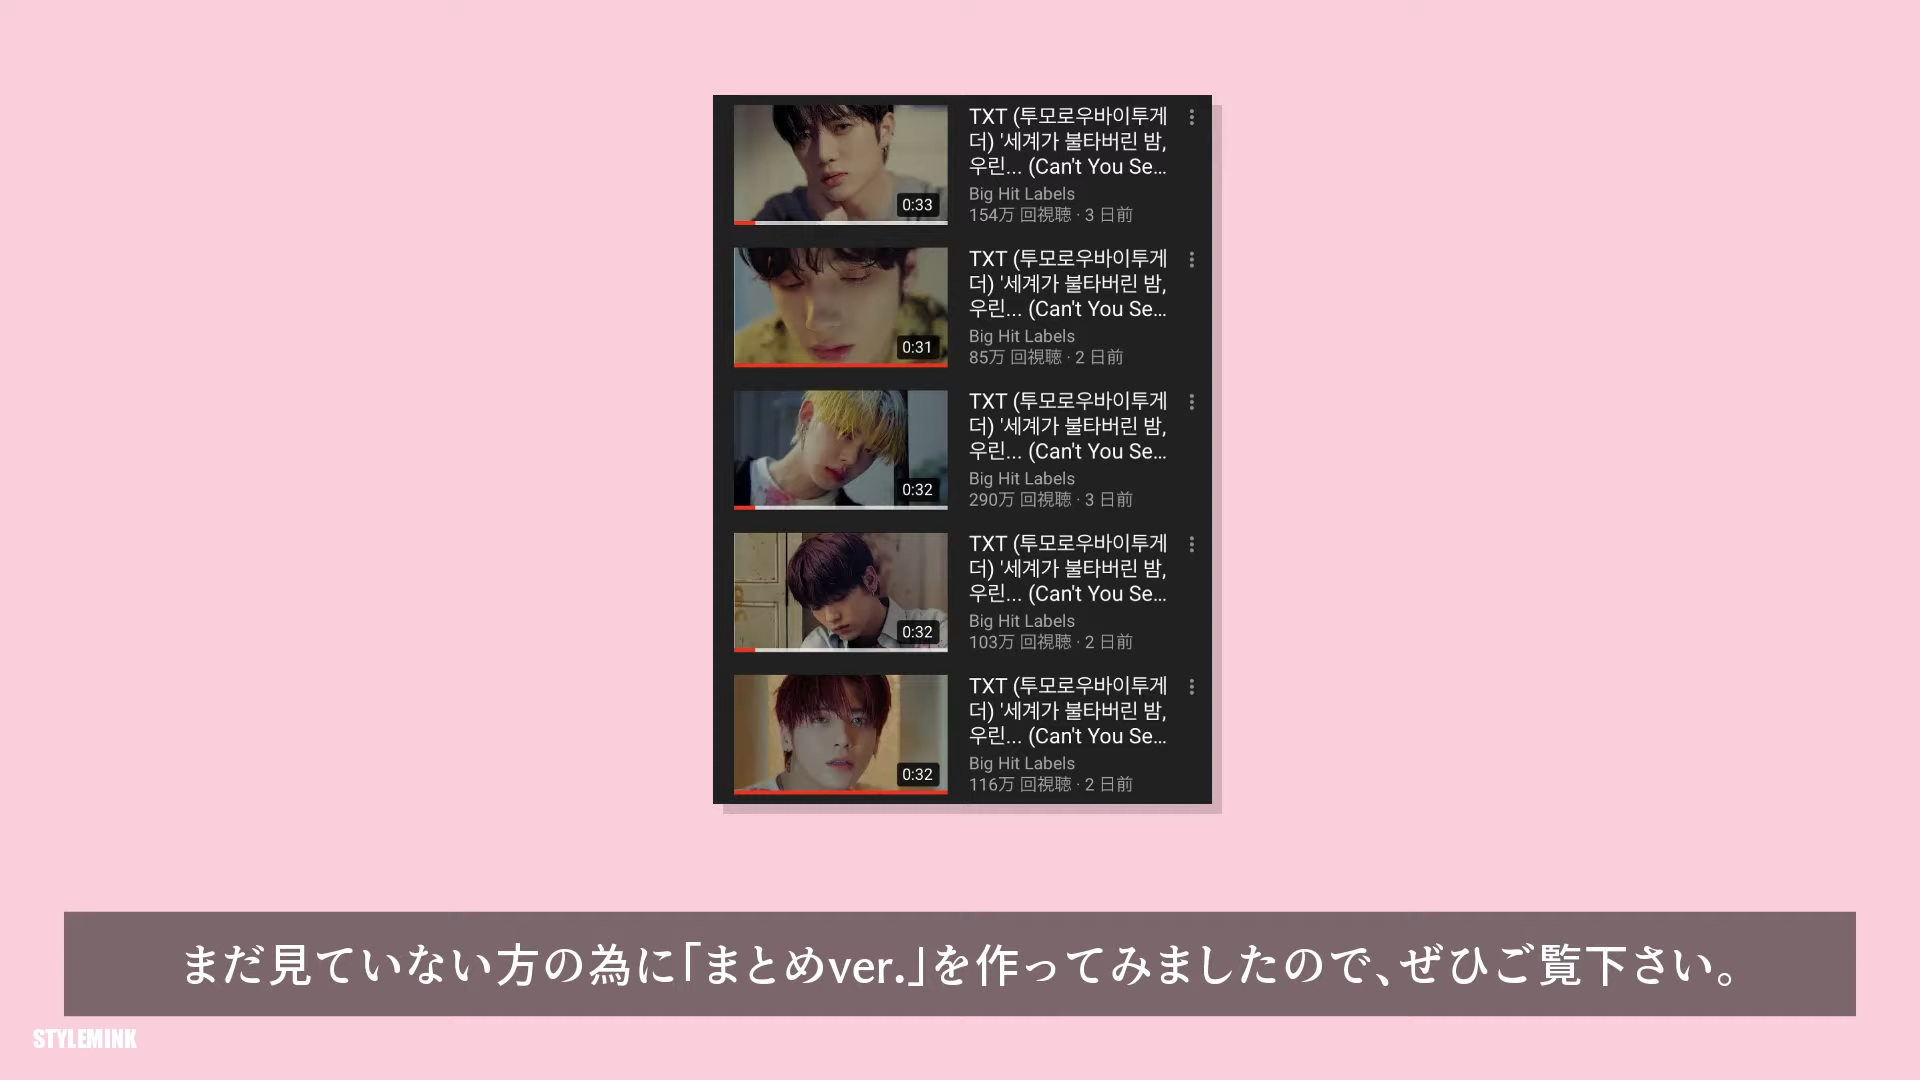 TXT (투모로우바이투게
더) '세계가 불타버린 밤,
우린... (Can't You Se...
Big Hit Labels
154万 回視聴 · 3 日前
0:33
TXT (투모로우바이투게
더) '세계가 불타버린 밤,
우린... (Can't You Se...
Big Hit Labels
85万 回視聴 · 2 日前
0:31
TXT (투모로우바이투게
더) '세계가 불타버린 밤,
우린... (Can't You Se...
Big Hit Labels
290万 回視聴 · 3 日前
0:32
TXT (투모로우바이투게
더) '세계가 불타버린 밤,
우린... (Can't You Se...
Big Hit Labels
103万 回視聴 · 2 日前
0:32
TXT (투모로우바이투게
더) '세계가 불타버린 밤,
우린... (Can't You Se...
Big Hit Labels
116万 回視聴 · 2 日前
0:32
まだ見ていない方の為に「まとめver.」を作ってみましたので、ぜひご覧下さい。
STYLEMINK